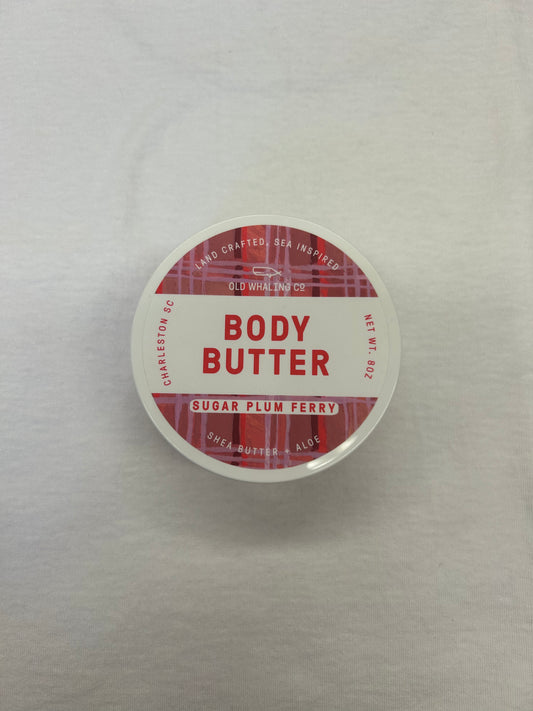 LAND CRAFTED, SEA INSPIRED
OLD WHALING Cº
CHARLESTON SC
BODY
BUTTER
NET WT. 8OZ
SUGAR PLUM FERRY
SHEA BUTTER + ALOE